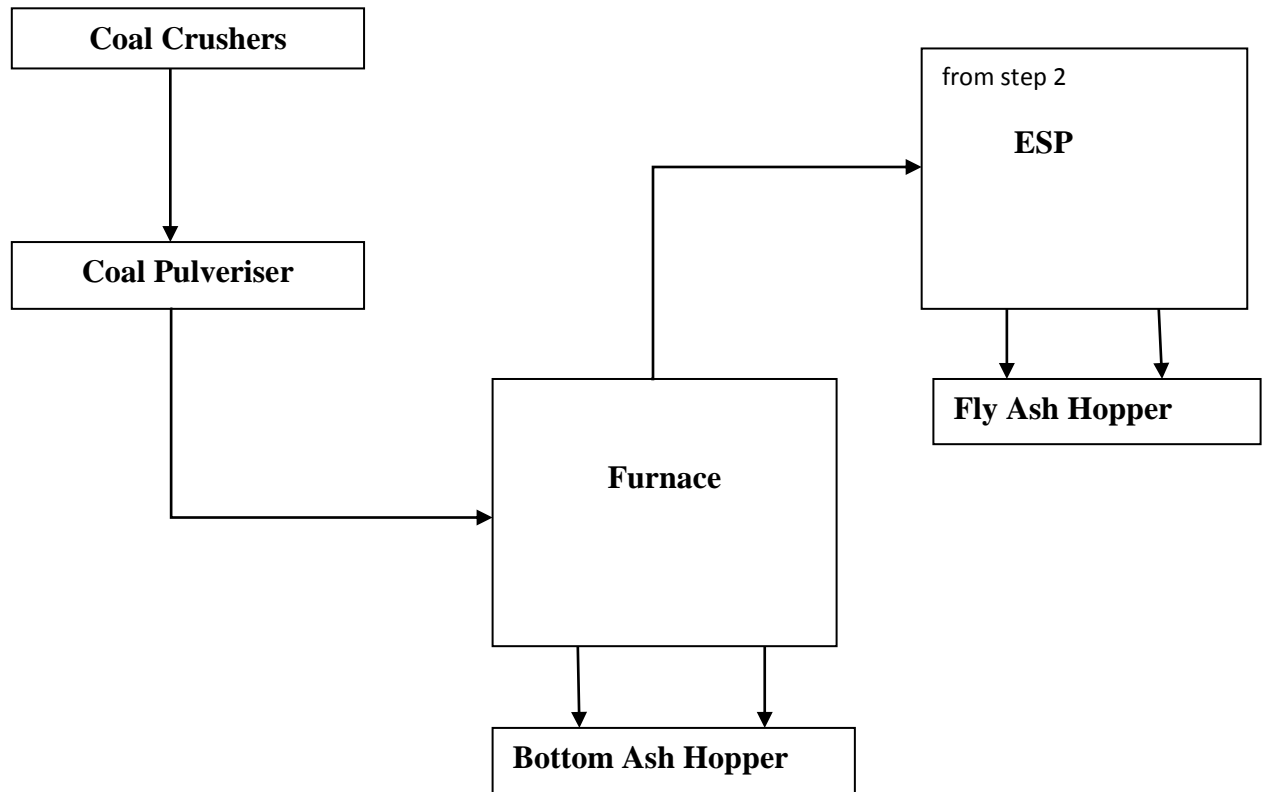 Coal Crushers
from step 2
ESP
Coal Pulveriser
Fly Ash Hopper
Furnace
Bottom Ash Hopper